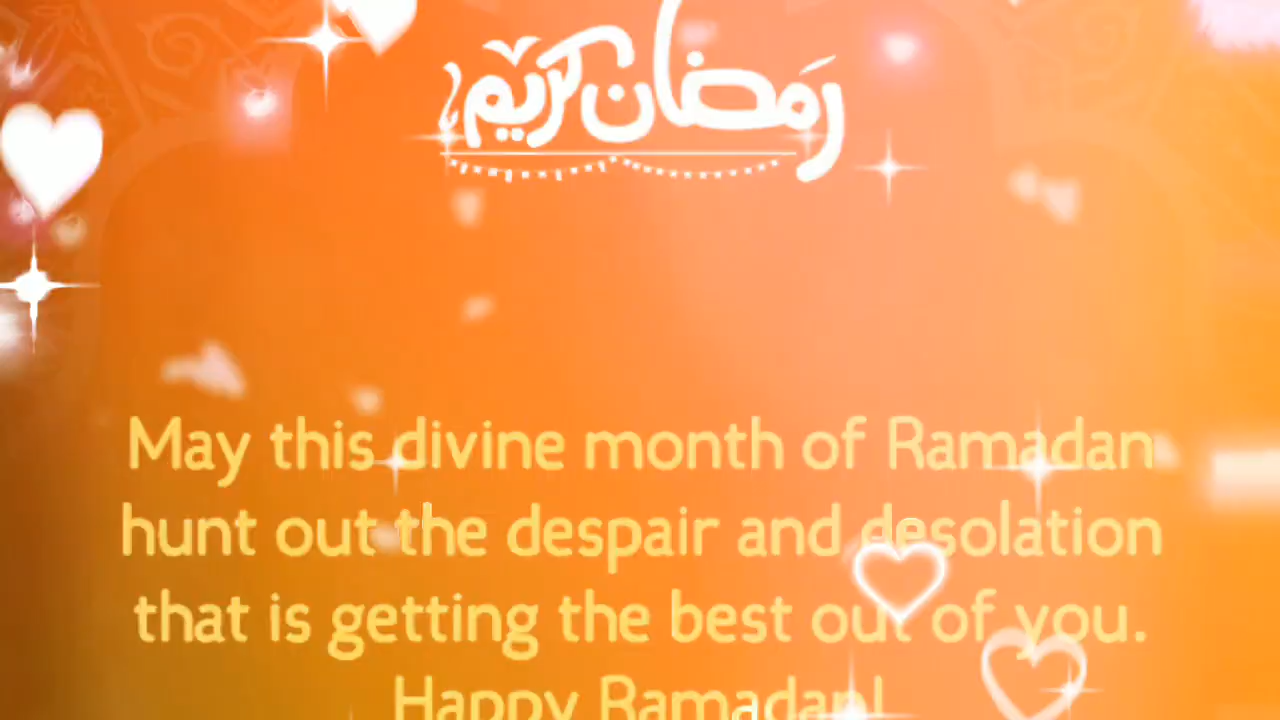 رمضان كريم
May this divine month of Ramadan
hunt out the despair and desolation
that is getting the best out of you.
Happy Ramadan!